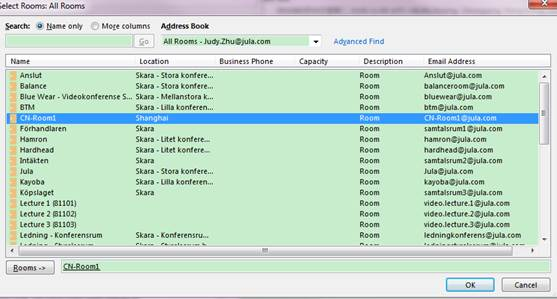 Select Rooms: All Rooms
Search: Name only More columns Address Book
Go All Rooms - Judy.Zhu@jula.com Advanced Find
Name Location Business Phone Capacity Description Email Address
Anslut Skara - Stora konfere... Room Anslut@jula.com
Balance Skara - Stora konfere... Room balanceroom@jula.com
Blue Wear - Videokonferense S... Skara - Mellanstora k... Room bluewear@jula.com
BTM Skara - Lilla konferen... Room btm@jula.com
CN-Room1 Shanghai Room CN-Room1@jula.com
Förhandlaren Skara Room samtalsrum1@jula.com
Hamron Skara - Litet konfere... Room hamron@jula.com
Hardhead Skara - Litet konfere... Room hardhead@jula.com
Intäkten Skara Room samtalsrum2@jula.com
Jula Skara - Stora konfere... Room jula@jula.com
Kayoba Skara - Lilla konferen... Room kayoba@jula.com
Köpslaget Skara Room samtalsrum3@jula.com
Lecture 1 (B1101) Room video.lecture.1@jula.com
Lecture 2 (B1102) Room video.lecture.2@jula.com
Lecture 3 (B1103) Room video.lecture.3@jula.com
Ledning - Konferensrum Skara - Konferensru... Room ledningkonferens@jula.com
Rooms -> CN-Room1
OK Cancel